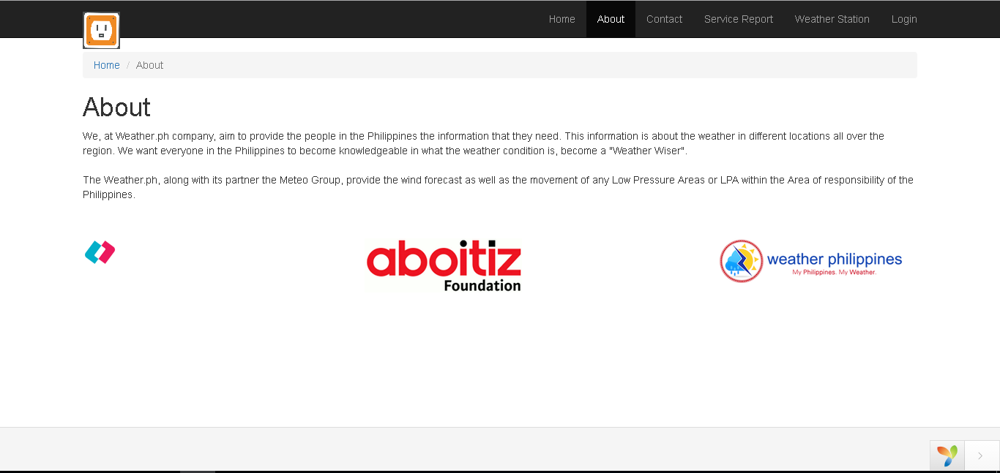 Home About Contact Service Report Weather Station Login
Home / About
About
We, at Weather.ph company, aim to provide the people in the Philippines the information that they need. This information is about the weather in different locations all over the
region. We want everyone in the Philippines to become knowledgeable in what the weather condition is, become a "Weather Wiser".
The Weather.ph, along with its partner the Meteo Group, provide the wind forecast as well as the movement of any Low Pressure Areas or LPA within the Area of responsibility of the
Philippines.
aboitiz
Foundation
weather philippines
My Philippines. My Weather.